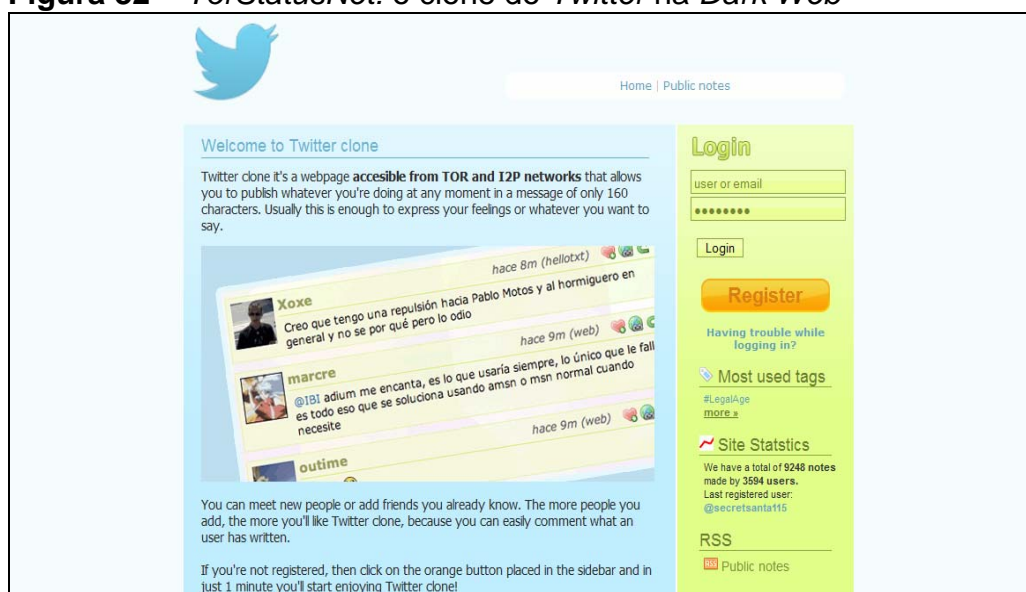 Home | Public notes
Welcome to Twitter clone
Twitter clone it's a webpage accesible from TOR and I2P networks that allows
you to publish whatever you're doing at any moment in a message of only 160
characters. Usually this is enough to express your feelings or whatever you want to
say.
hace 8m (hellotxt)
Xoxe
Creo que tengo una repulsión hacia Pablo Motos y al hormiguero en
general y no se por qué pero lo odio
hace 9m (web)
marcre
@IBI adium me encanta, es lo que usaría siempre, lo único que le fall
es todo eso que se soluciona usando amsn o msn normal cuando
necesite
hace 9m (web)
outime
You can meet new people or add friends you already know. The more people you
add, the more you'll like Twitter clone, because you can easily comment what an
user has written.
If you're not registered, then click on the orange button placed in the sidebar and in
just 1 minute you'll start enjoying Twitter clone!
Login
user or email
Login
Register
Having trouble while
logging in?
Most used tags
#LegalAge
more »
Site Statstics
We have a total of 9248 notes
made by 3594 users.
Last registered user:
@secretsanta115
RSS
Public notes